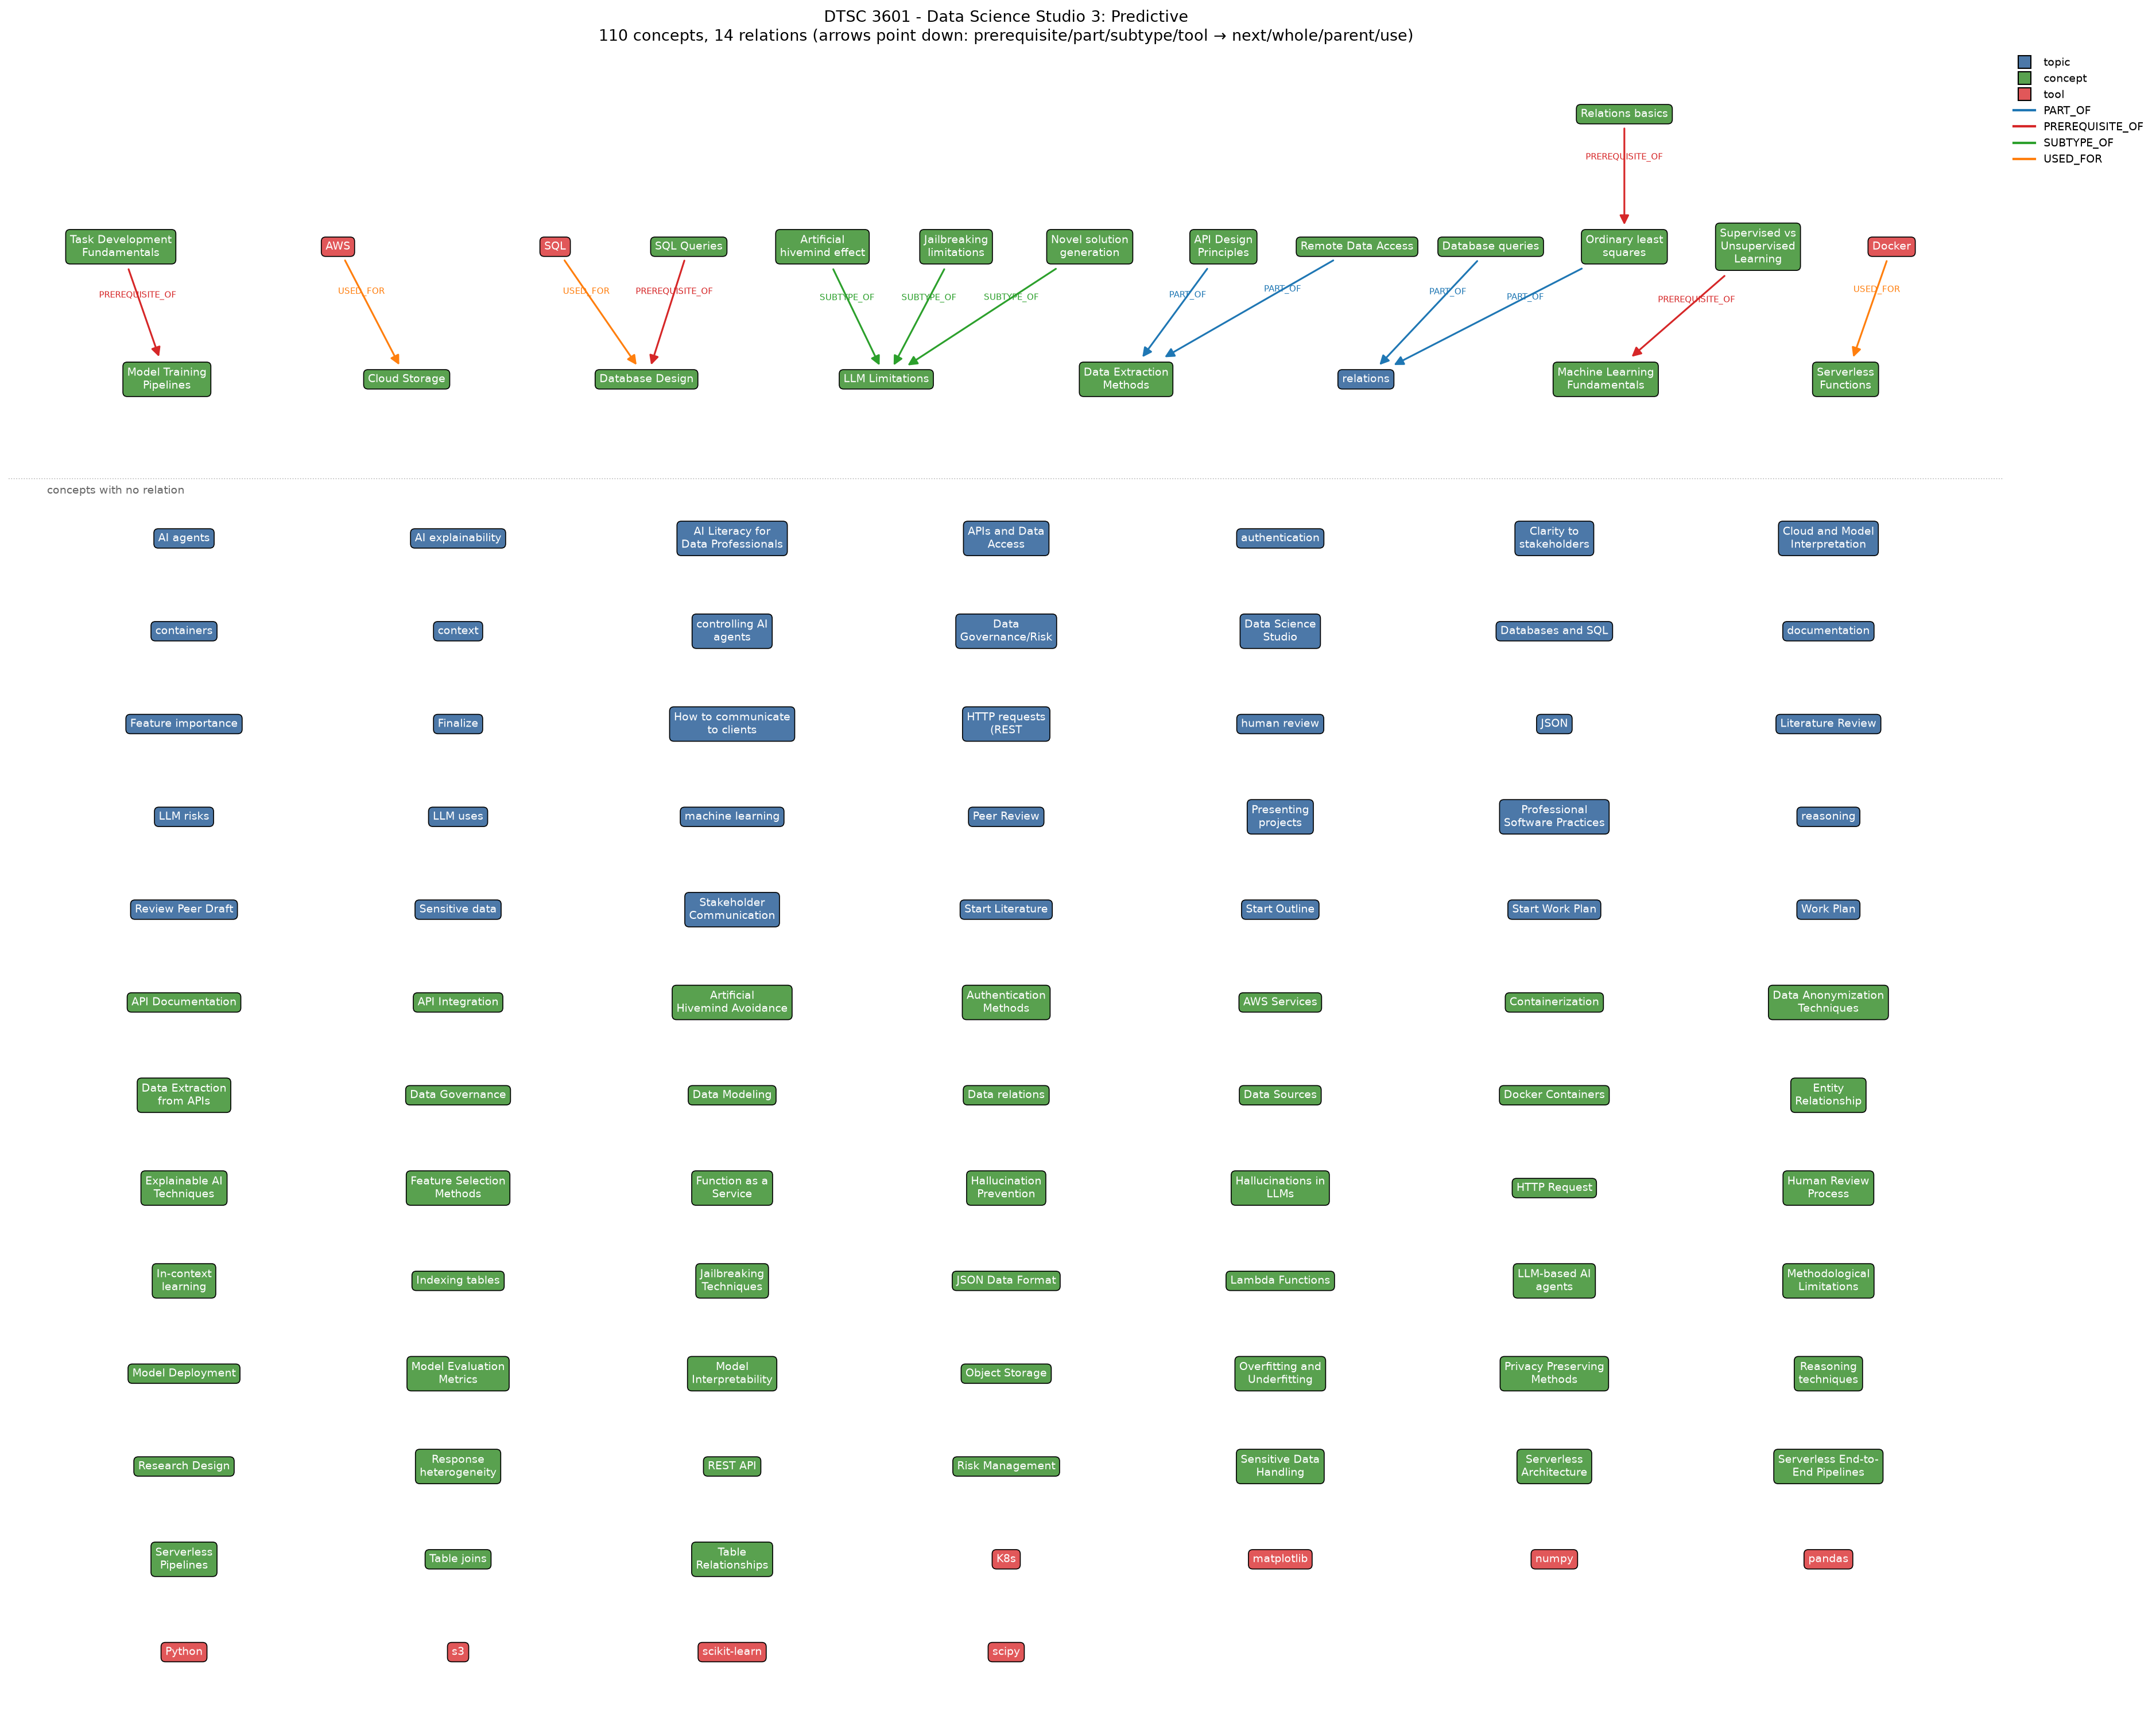 DTSC 3601 - Data Science Studio 3: Predictive
110 concepts, 14 relations (arrows point down: prerequisite/part/subtype/tool → next/whole/parent/use)
topic
concept
tool
PART_OF
PREREQUISITE_OF
SUBTYPE_OF
USED_FOR
Relations basics
PREREQUISITE_OF
Task Development
Fundamentals
AWS
SQL
SQL Queries
Artificial
hivemind effect
Jailbreaking
limitations
Novel solution
generation
API Design
Principles
Remote Data Access
Database queries
Ordinary least
squares
Supervised vs
Unsupervised
Learning
Docker
PREREQUISITE_OF
USED_FOR
USED_FOR
PREREQUISITE_OF
SUBTYPE_OF
SUBTYPE_OF
SUBTYPE_OF
PART_OF
PART_OF
PART_OF
PART_OF
PREREQUISITE_OF
USED_FOR
Model Training
Pipelines
Cloud Storage
Database Design
LLM Limitations
Data Extraction
Methods
relations
Machine Learning
Fundamentals
Serverless
Functions
concepts with no relation
AI agents
AI explainability
AI Literacy for
Data Professionals
APIs and Data
Access
authentication
Clarity to
stakeholders
Cloud and Model
Interpretation
containers
context
controlling AI
agents
Data
Governance/Risk
Data Science
Studio
Databases and SQL
documentation
Feature importance
Finalize
How to communicate
to clients
HTTP requests
(REST
human review
JSON
Literature Review
LLM risks
LLM uses
machine learning
Peer Review
Presenting
projects
Professional
Software Practices
reasoning
Review Peer Draft
Sensitive data
Stakeholder
Communication
Start Literature
Start Outline
Start Work Plan
Work Plan
API Documentation
API Integration
Artificial
Hivemind Avoidance
Authentication
Methods
AWS Services
Containerization
Data Anonymization
Techniques
Data Extraction
from APIs
Data Governance
Data Modeling
Data relations
Data Sources
Docker Containers
Entity
Relationship
Explainable AI
Techniques
Feature Selection
Methods
Function as a
Service
Hallucination
Prevention
Hallucinations in
LLMs
HTTP Request
Human Review
Process
In-context
learning
Indexing tables
Jailbreaking
Techniques
JSON Data Format
Lambda Functions
LLM-based AI
agents
Methodological
Limitations
Model Deployment
Model Evaluation
Metrics
Model
Interpretability
Object Storage
Overfitting and
Underfitting
Privacy Preserving
Methods
Reasoning
techniques
Research Design
Response
heterogeneity
REST API
Risk Management
Sensitive Data
Handling
Serverless
Architecture
Serverless End-to-
End Pipelines
Serverless
Pipelines
Table joins
Table
Relationships
K8s
matplotlib
numpy
pandas
Python
s3
scikit-learn
scipy